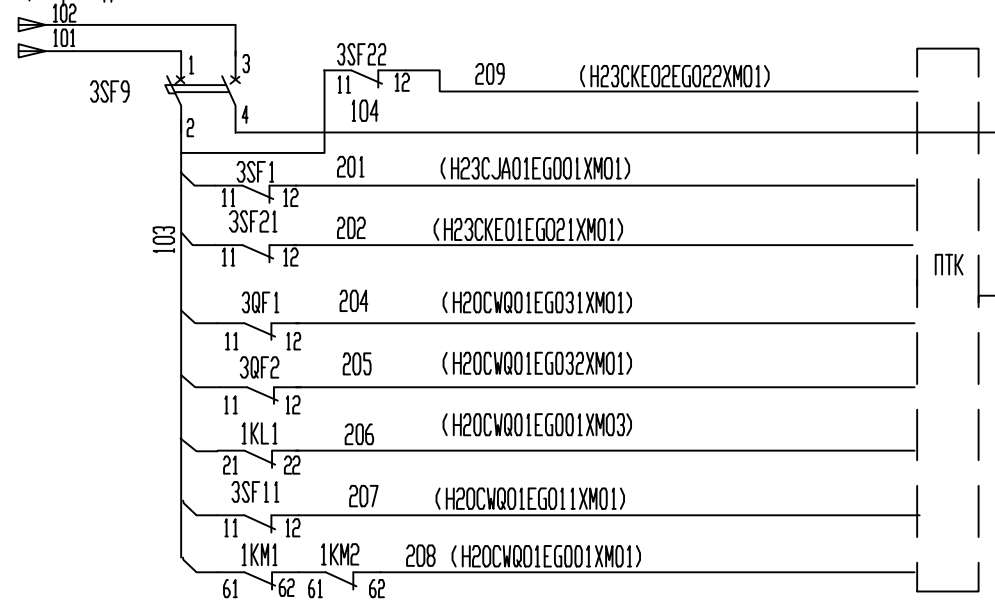 102
101
1 3
3SF9
2 4
3SF22
11 12 209 (H23CKE02EG022XM01)
104
103
3SF1 201 (H23CJA01EG001XM01)
11 12
3SF21 202 (H23CKE01EG021XM01)
11 12
ПТК
3QF1 204 (H20CWQ01EG031XM01)
11 12
3QF2 205 (H20CWQ01EG032XM01)
11 12
1KL1 206 (H20CWQ01EG001XM03)
21 22
3SF11 207 (H20CWQ01EG011XM01)
11 12
1KM1 1KM2 208 (H20CWQ01EG001XM01)
61 62 61 62